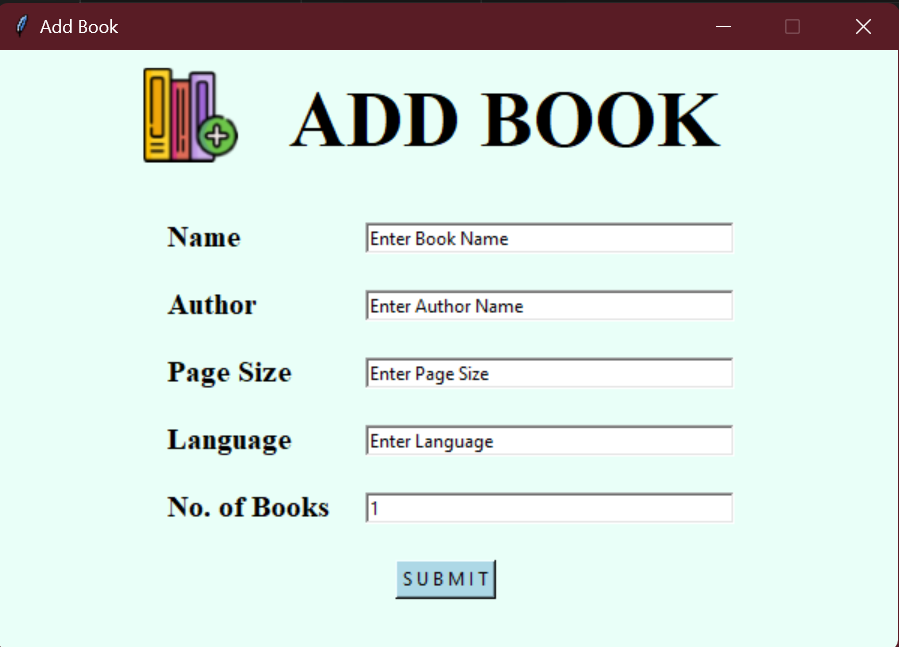 Add Book
ADD BOOK
Name Enter Book Name
Author Enter Author Name
Page Size Enter Page Size
Language Enter Language
No. of Books 1
SUBMIT